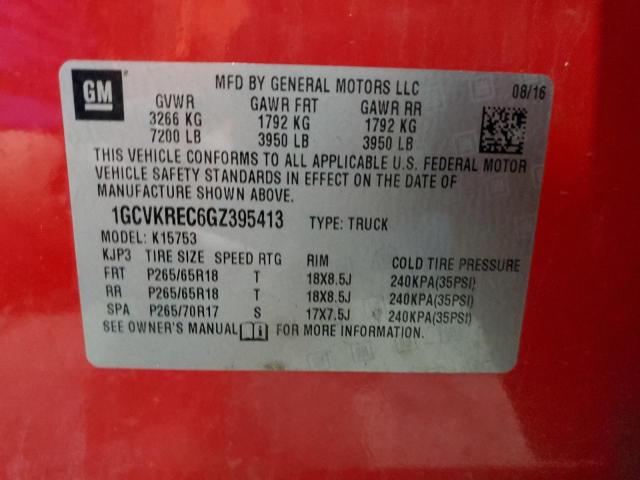 GM
MFD BY GENERAL MOTORS LLC 08/16
GVWR GAWR FRT GAWR RR
3266 KG 1792 KG 1792 KG
7200 LB 3950 LB 3950 LB
THIS VEHICLE CONFORMS TO ALL APPLICABLE U.S. FEDERAL MOTOR
VEHICLE SAFETY STANDARDS IN EFFECT ON THE DATE OF
MANUFACTURE SHOWN ABOVE.
1GCVKREC6GZ395413 TYPE: TRUCK
MODEL: K15753
KJP3 TIRE SIZE SPEED RTG RIM COLD TIRE PRESSURE
FRT P265/65R18 T 18X8.5J 240KPA(35PSI)
RR P265/65R18 T 18X8.5J 240KPA(35PSI)
SPA P265/70R17 S 17X7.5J 240KPA(35PSI)
SEE OWNER'S MANUAL FOR MORE INFORMATION.